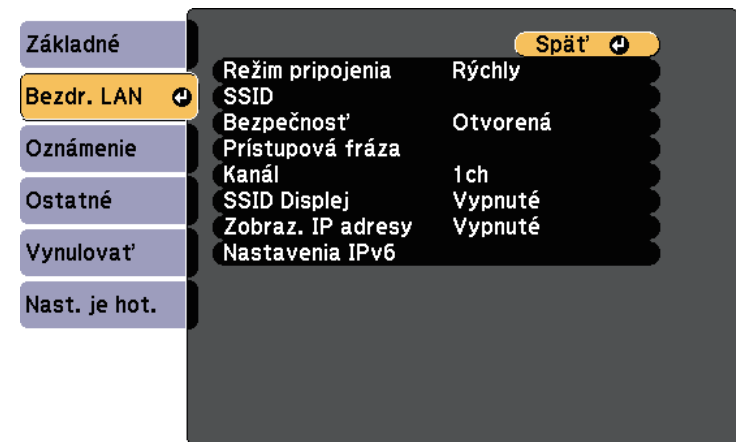 Základné
Bezdr. LAN
Oznámenie
Ostatné
Vynulovať
Nast. je hot.
Späť
Režim pripojenia Rýchly
SSID
Bezpečnosť Otvorená
Prístupová fráza
Kanál 1ch
SSID Displej Vypnuté
Zobraz. IP adresy Vypnuté
Nastavenia IPv6